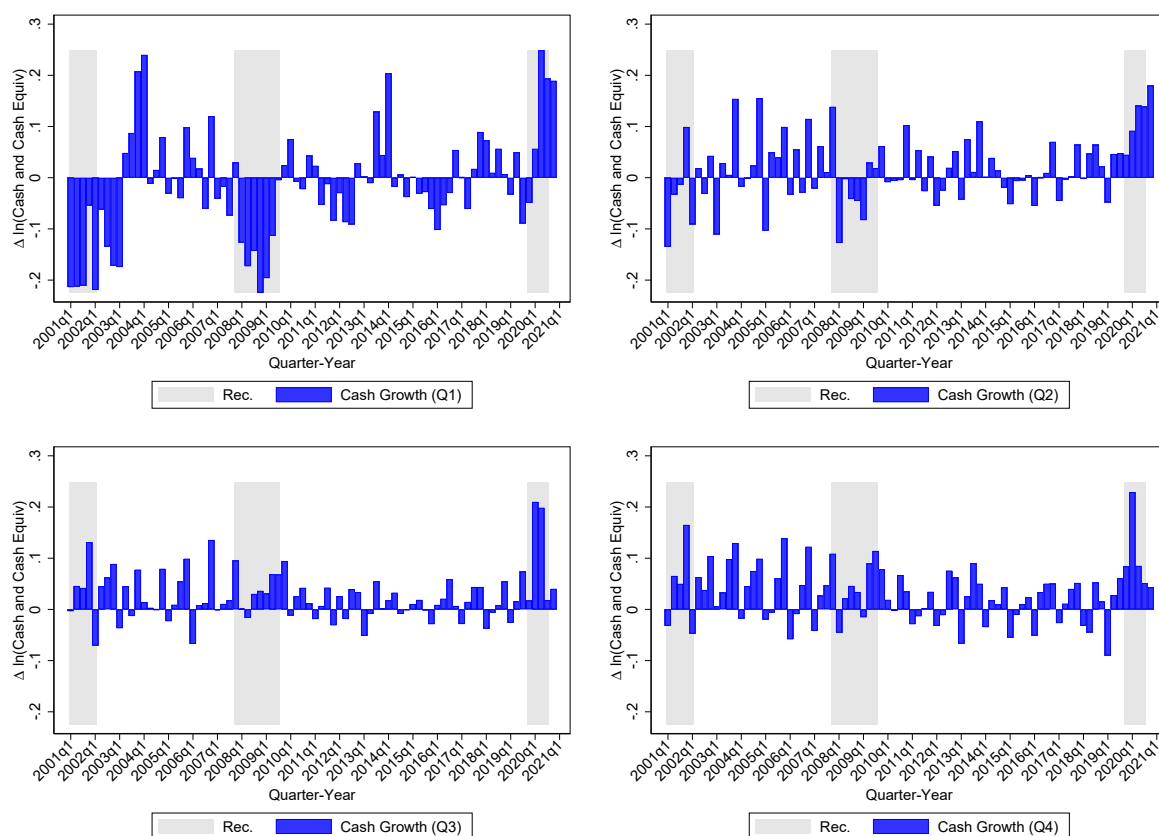 Δ ln(Cash and Cash Equiv)
.3
.2
.1
0
-.1
-.2
2001q1 2002q1 2003q1 2004q1 2005q1 2006q1 2007q1 2008q1 2009q1 2010q1 2011q1 2012q1 2013q1 2014q1 2015q1 2016q1 2017q1 2018q1 2019q1 2020q1 2021q1
Quarter-Year
Rec. Cash Growth (Q1)
Δ ln(Cash and Cash Equiv)
.3
.2
.1
0
-.1
-.2
2001q1 2002q1 2003q1 2004q1 2005q1 2006q1 2007q1 2008q1 2009q1 2010q1 2011q1 2012q1 2013q1 2014q1 2015q1 2016q1 2017q1 2018q1 2019q1 2020q1 2021q1
Quarter-Year
Rec. Cash Growth (Q2)
Δ ln(Cash and Cash Equiv)
.3
.2
.1
0
-.1
-.2
2001q1 2002q1 2003q1 2004q1 2005q1 2006q1 2007q1 2008q1 2009q1 2010q1 2011q1 2012q1 2013q1 2014q1 2015q1 2016q1 2017q1 2018q1 2019q1 2020q1 2021q1
Quarter-Year
Rec. Cash Growth (Q3)
Δ ln(Cash and Cash Equiv)
.3
.2
.1
0
-.1
-.2
2001q1 2002q1 2003q1 2004q1 2005q1 2006q1 2007q1 2008q1 2009q1 2010q1 2011q1 2012q1 2013q1 2014q1 2015q1 2016q1 2017q1 2018q1 2019q1 2020q1 2021q1
Quarter-Year
Rec. Cash Growth (Q4)